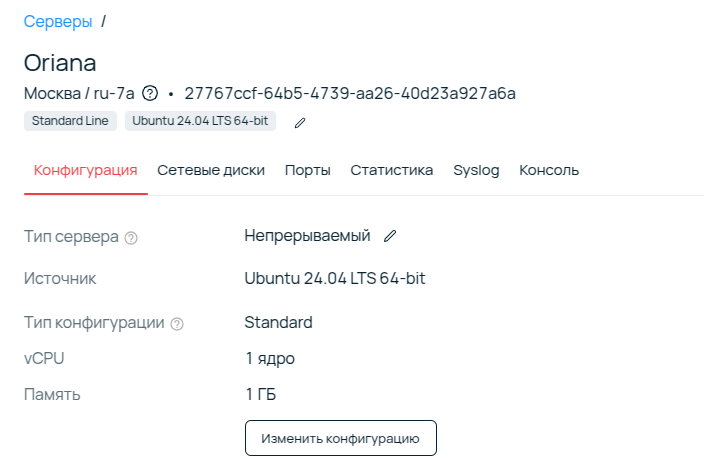 Серверы /
Oriana
Москва / ru-7a ? • 27767ccf-64b5-4739-aa26-40d23a927a6a
Standard Line Ubuntu 24.04 LTS 64-bit
Конфигурация Сетевые диски Порты Статистика Syslog Консоль
Тип сервера ? Непрерываемый
Источник Ubuntu 24.04 LTS 64-bit
Тип конфигурации ? Standard
vCPU 1 ядро
Память 1 ГБ
Изменить конфигурацию